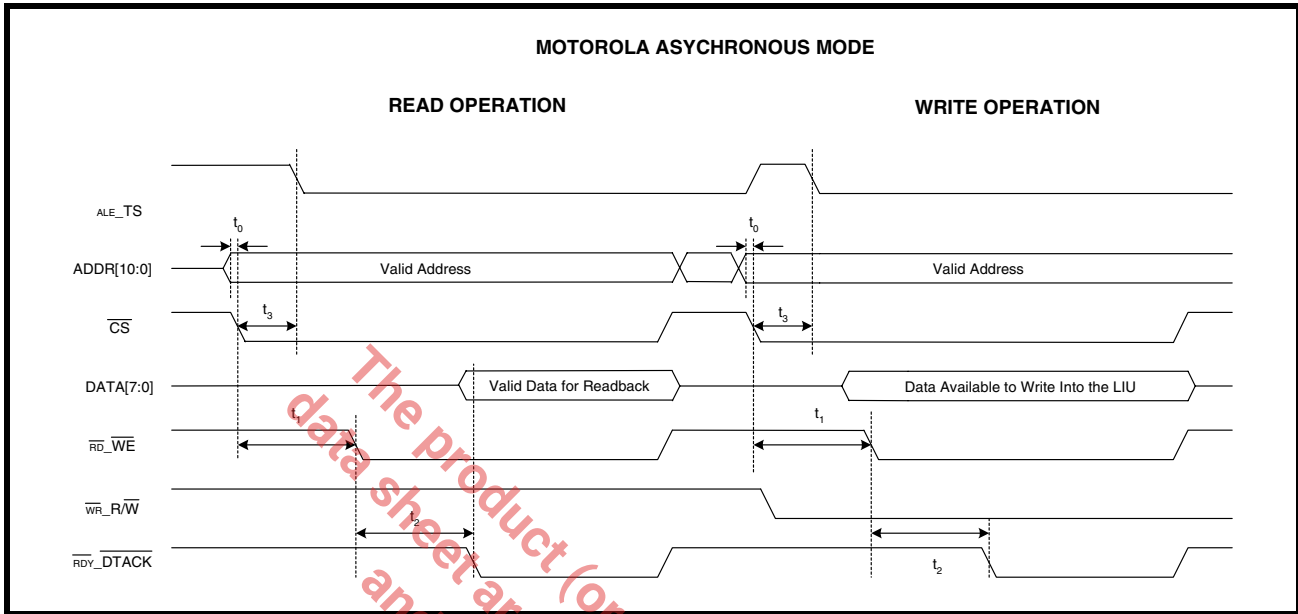 MOTOROLA ASYCHRONOUS MODE
READ OPERATION
WRITE OPERATION
ALE_TS
t0
t0
ADDR[10:0]
Valid Address
Valid Address
CS
t3
t3
DATA[7:0]
Valid Data for Readback
Data Available to Write Into the LIU
t1
t1
RD_WE
WR_R/W
t2
RDY_DTACK
t2
The product (or
data sheet ar
an